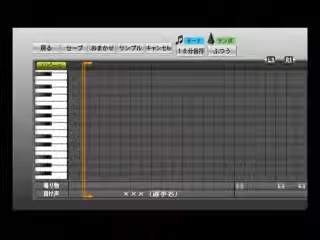 モード テンポ
戻る セーブ おまかせ サンプル キャンセル 16分音符 ふつう
鳴り物
掛け声 ×××(選手名)